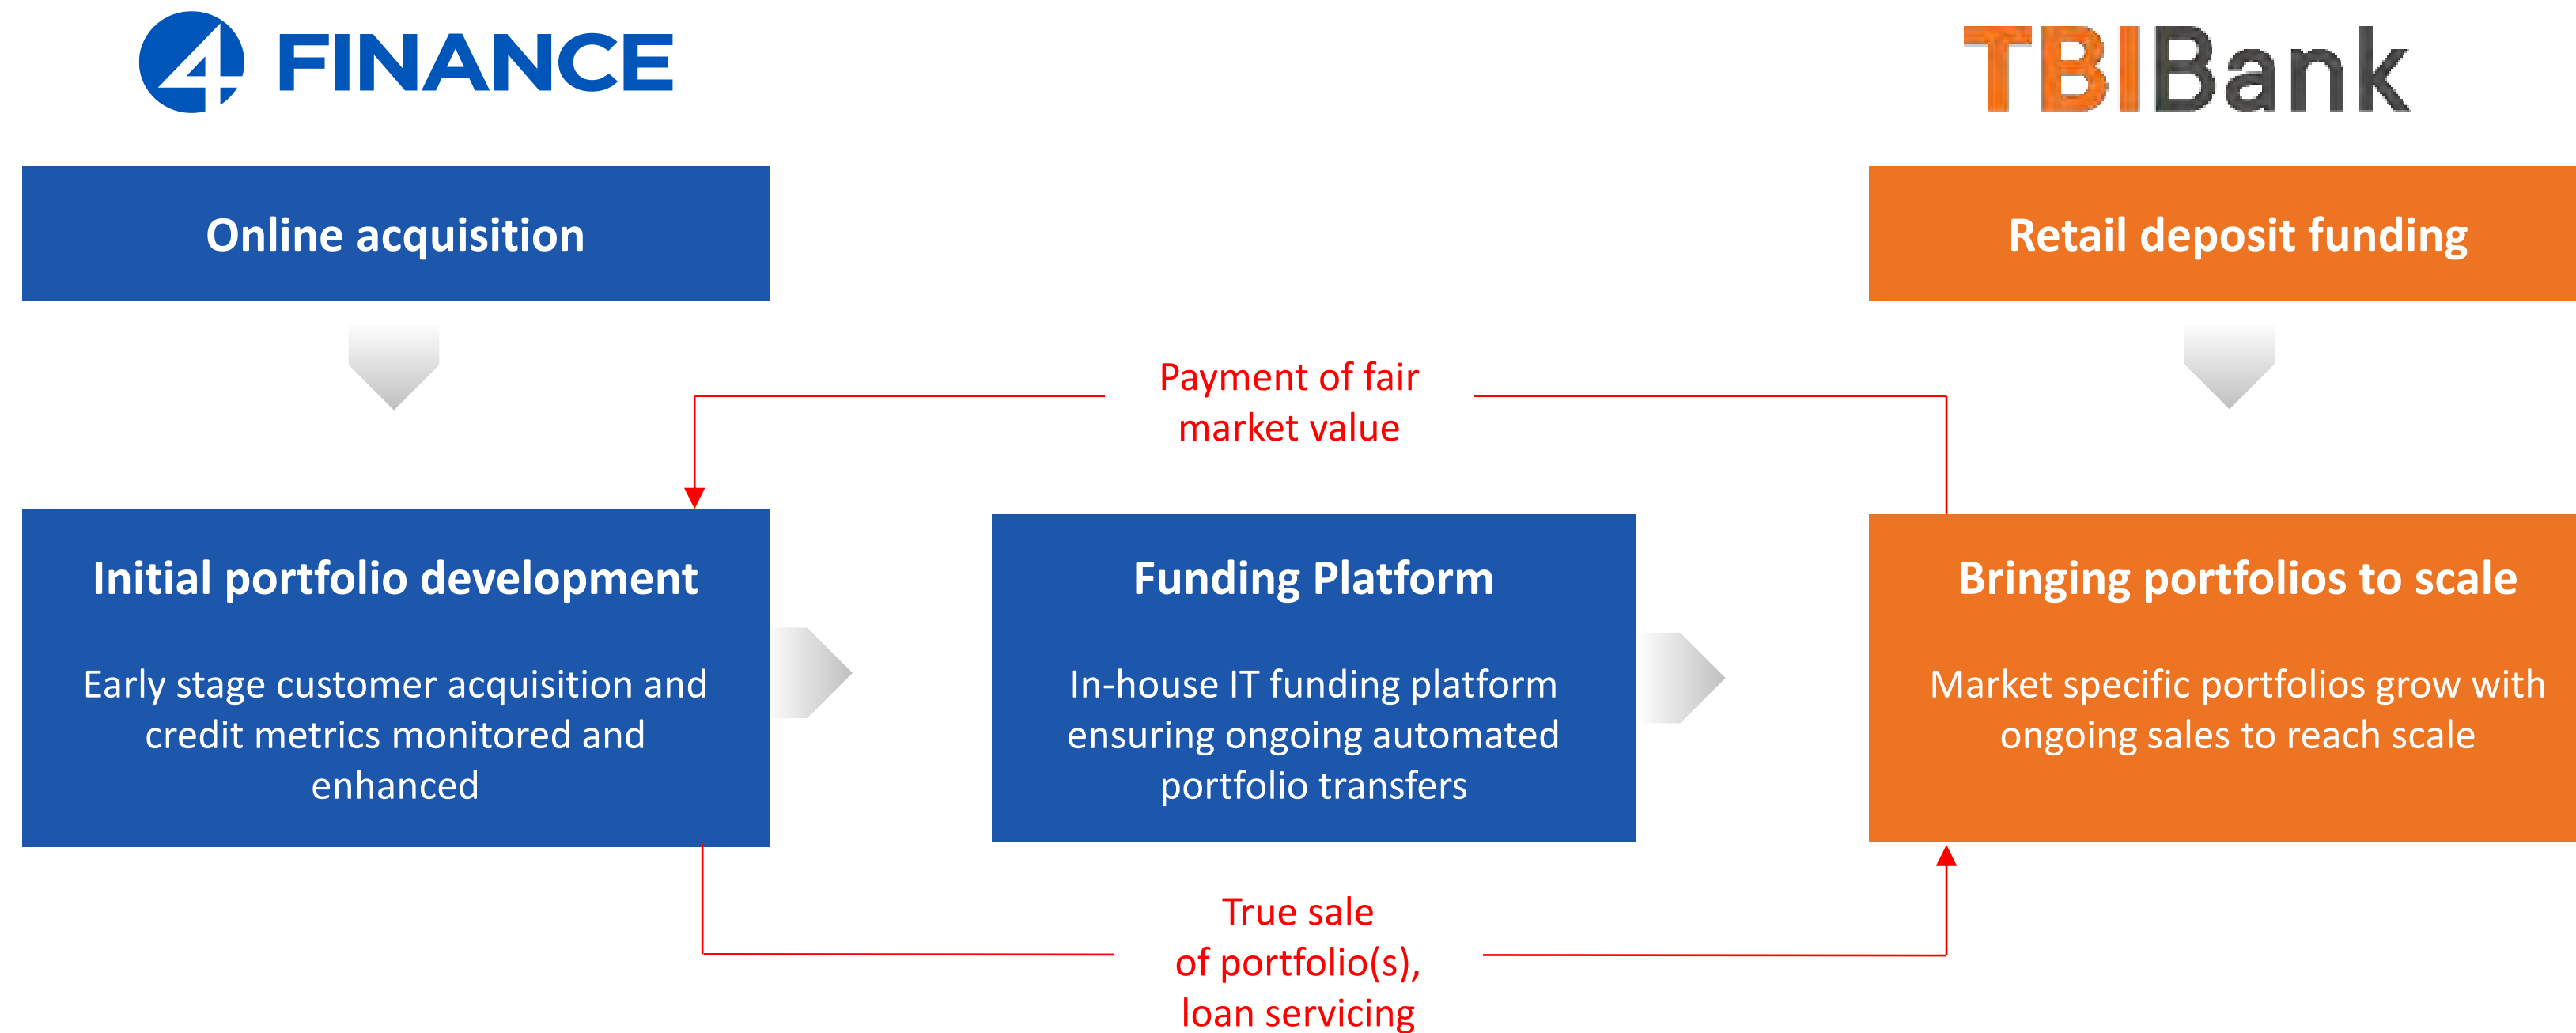 4 FINANCE
TBIBank
Online acquisition
Retail deposit funding
Payment of fair
market value
Initial portfolio development
Early stage customer acquisition and
credit metrics monitored and
enhanced
Funding Platform
In-house IT funding platform
ensuring ongoing automated
portfolio transfers
Bringing portfolios to scale
Market specific portfolios grow with
ongoing sales to reach scale
True sale
of portfolio(s),
loan servicing